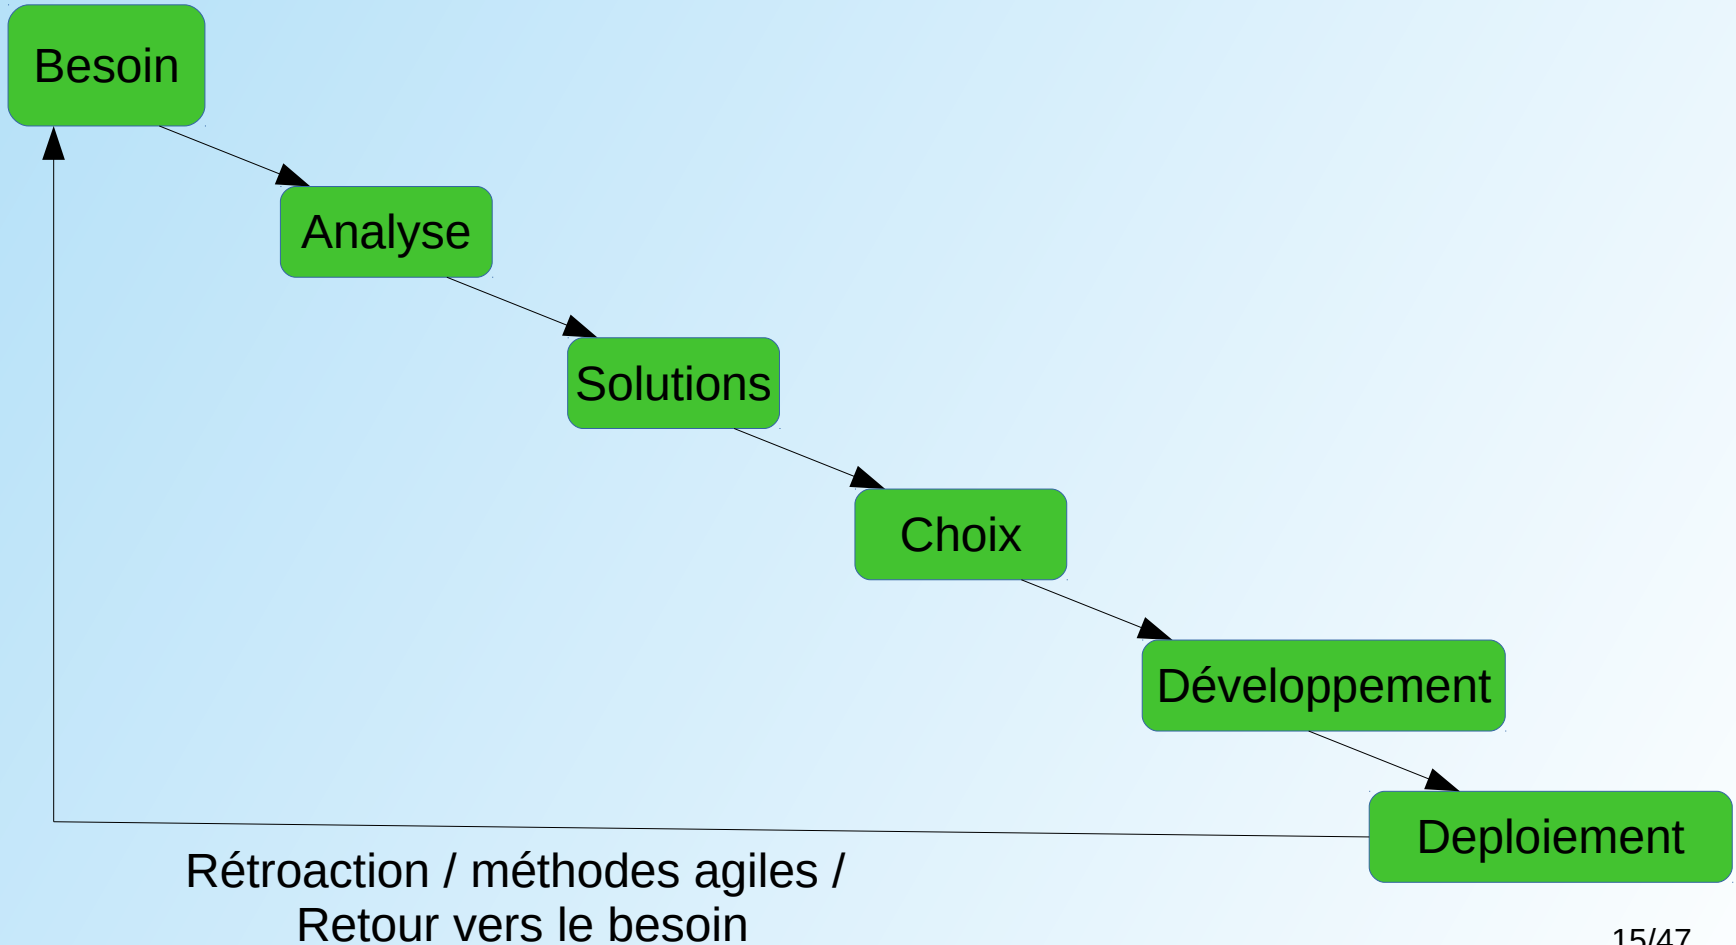 Besoin
Analyse
Solutions
Choix
Développement
Deploiement
Rétroaction / méthodes agiles /
Retour vers le besoin
15/47